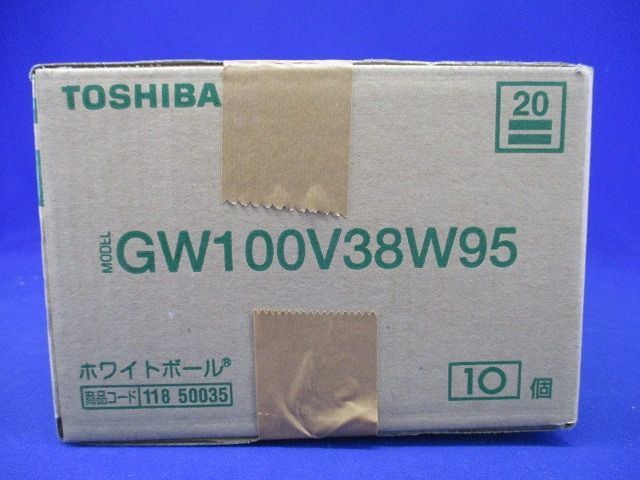 TOSHIBA
20
MODEL GW100V38W95
ホワイトボール®
商品コード 118 50035
10 個